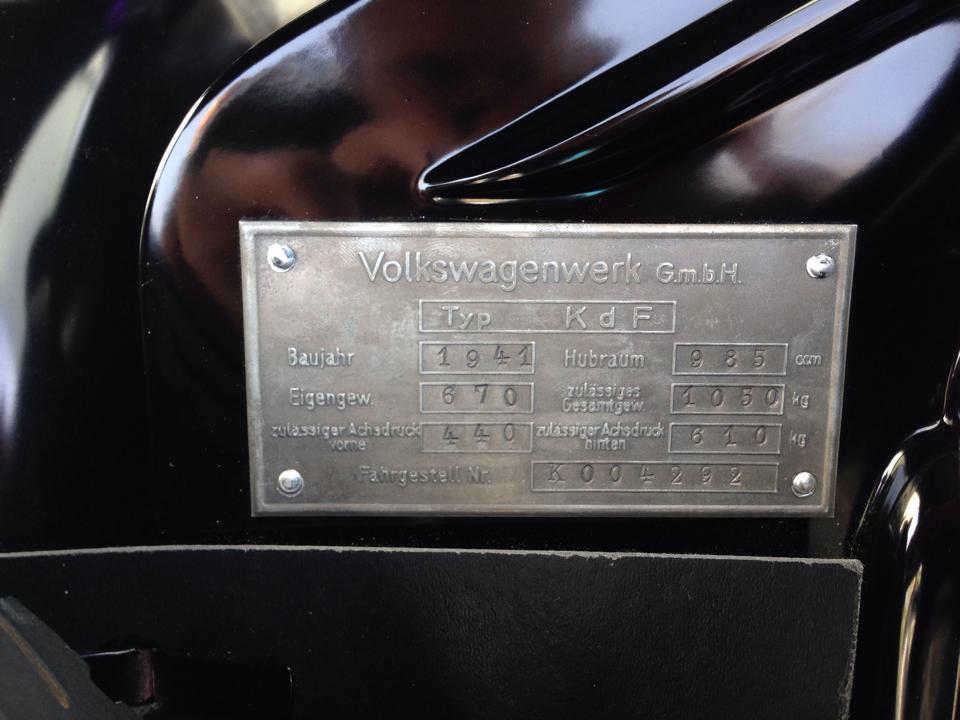 Volkswagenwerk G.m.b.H.
Typ K d F
Baujahr 1941 Hubraum 985 ccm
Eigengew. 670 zulässiges Gesamtgew. 1050 kg
zulässiger Achsdruck vorne 440 zulässiger Achsdruck hinten 610 kg
Fahrgestell Nr. K004292